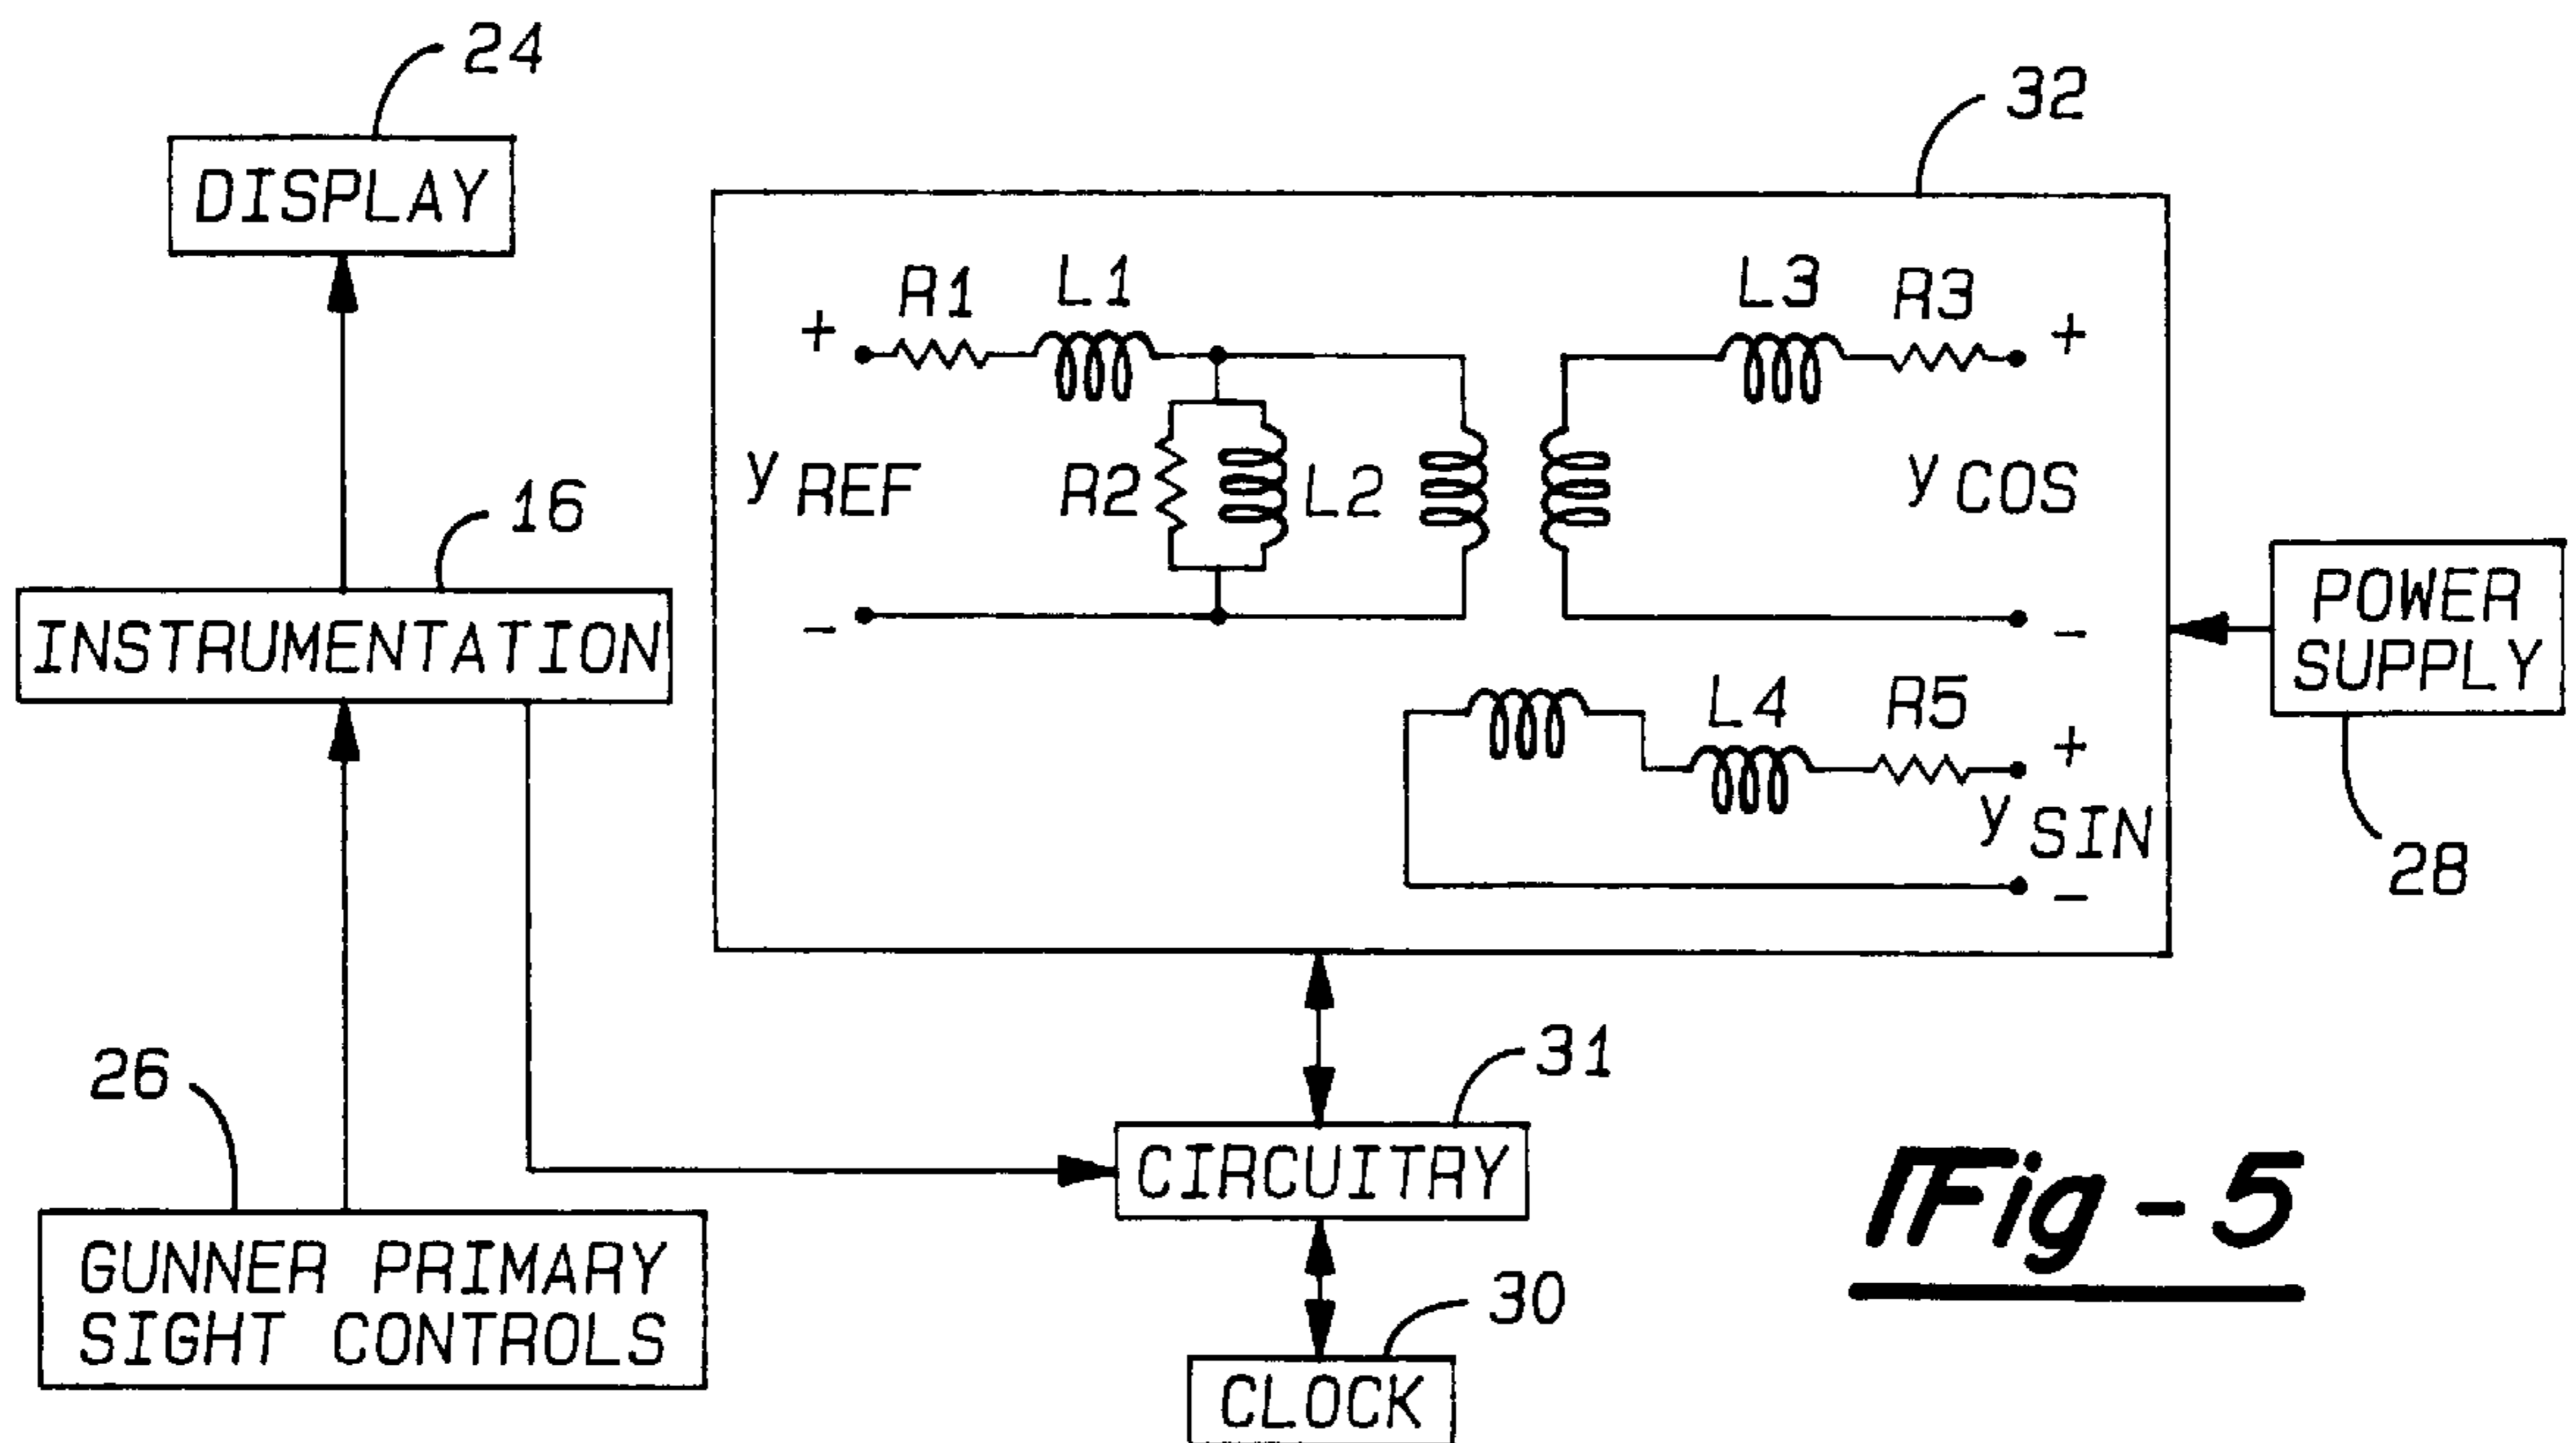 24
DISPLAY
32
R1
L1
L3
R3
+
+
16
y REF
R2
L2
y COS
INSTRUMENTATION
-
-
POWER
SUPPLY
L4
R5
+
y SIN
-
28
26
31
CIRCUITRY
GUNNER PRIMARY
SIGHT CONTROLS
30
CLOCK
Fig-5